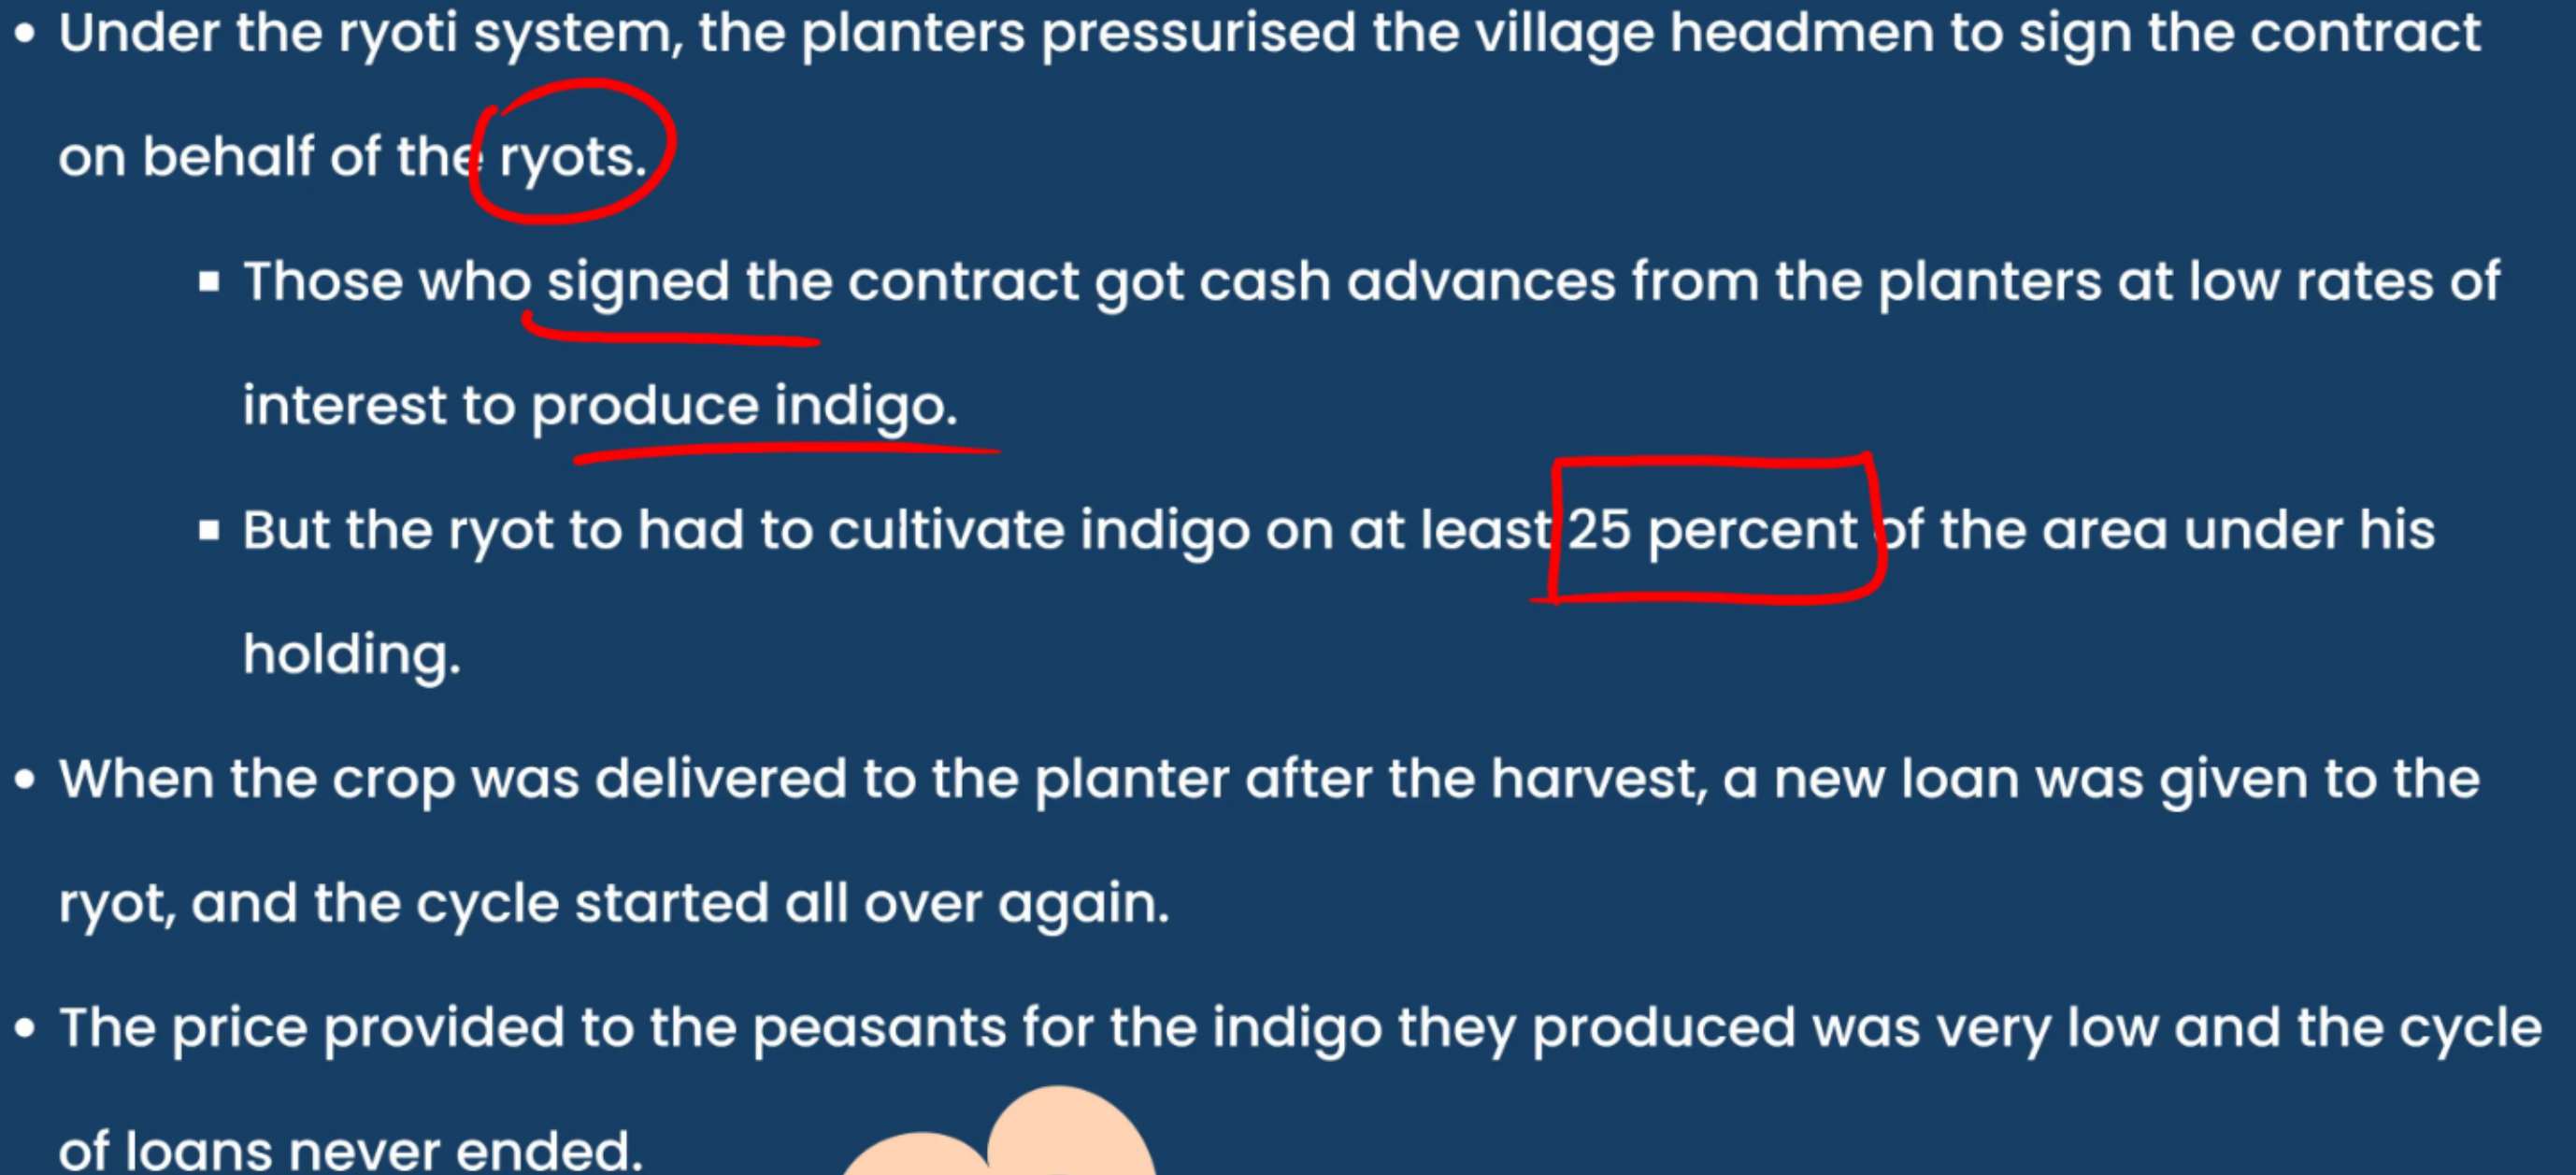 • Under the ryoti system, the planters pressurised the village headmen to sign the contract
on behalf of the ryots.
▪ Those who signed the contract got cash advances from the planters at low rates of
interest to produce indigo.
▪ But the ryot to had to cultivate indigo on at least 25 percent of the area under his
holding.
• When the crop was delivered to the planter after the harvest, a new loan was given to the
ryot, and the cycle started all over again.
• The price provided to the peasants for the indigo they produced was very low and the cycle
of loans never ended.